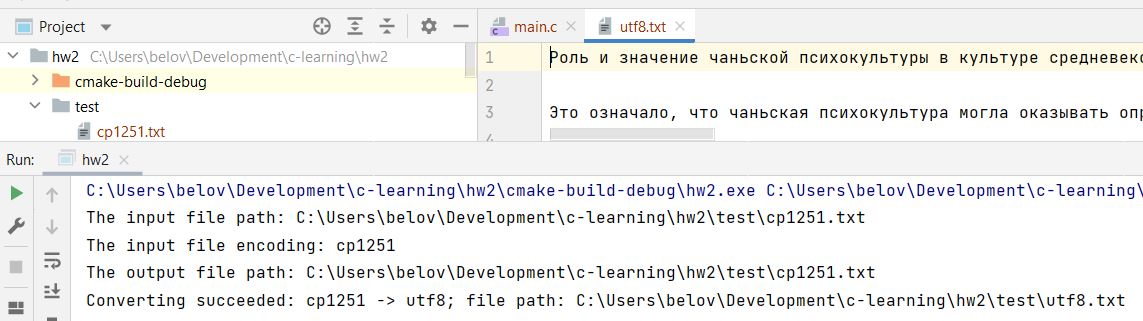 Project
main.c
utf8.txt
hw2 C:\Users\belov\Development\c-learning\hw2
cmake-build-debug
test
cp1251.txt
1 Роль и значение чаньской психокультуры в культуре
2
3 Это означало, что чаньская психокультура могла оказывать
4
Run: hw2
C:\Users\belov\Development\c-learning\hw2\cmake-build-debug\hw2.exe C:\Users\belov\Development\c-learning\hw2\
The input file path: C:\Users\belov\Development\c-learning\hw2\test\cp1251.txt
The input file encoding: cp1251
The output file path: C:\Users\belov\Development\c-learning\hw2\test\cp1251.txt
Converting succeeded: cp1251 -> utf8; file path: C:\Users\belov\Development\c-learning\hw2\test\utf8.txt